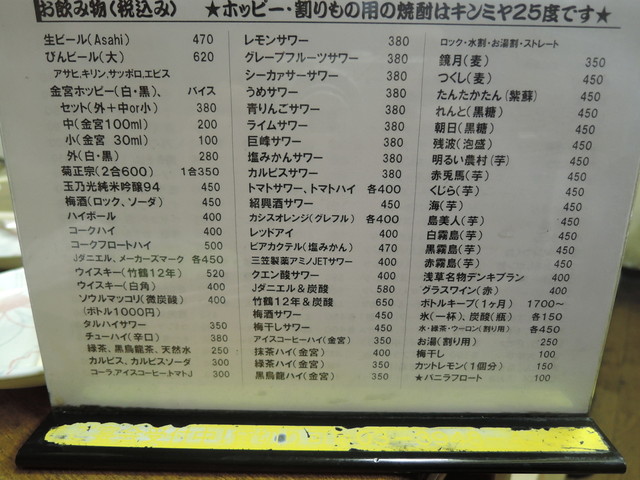 お飲み物(税込み) ★ホッピー・割りもの用の焼酎はキンミヤ25度です★
生ビール(Asahi) 470
びんビール(大) 620
アサヒ,キリン,サッポロ,エビス
金宮ホッピー(白・黒)、バイス
セット(外+中or小) 380
中(金宮100ml) 200
小(金宮 30ml) 100
外(白・黒) 280
菊正宗(2合600) 1合350
玉乃光純米吟醸94 450
梅酒(ロック、ソーダ) 450
ハイボール 400
コークハイ 400
コークフロートハイ 500
Jダニエル、メーカーズマーク 各450
ウイスキー(竹鶴12年) 520
ウイスキー(白角) 400
ソウルマッコリ(微炭酸) 400
(ボトル1000円)
タルハイサワー 350
チューハイ(辛口) 380
緑茶、黒烏龍茶、天然水 250
カルピス、カルピスソーダ 300
コーラ,アイスコーヒー,トマトJ 300
レモンサワー 380
グレープフルーツサワー 380
シークァサーサワー 380
うめサワー 380
青りんごサワー 380
ライムサワー 380
巨峰サワー 380
塩みかんサワー 380
カルピスサワー 380
トマトサワー、トマトハイ 各400
紹興酒サワー 450
カシスオレンジ(グレフル) 各400
レッドアイ 400
ビアカクテル(塩みかん) 470
三笠製薬アミノJETサワー 400
クエン酸サワー 400
Jダニエル&炭酸 580
竹鶴12年&炭酸 650
梅酒サワー 450
梅干しサワー 450
アイスコーヒーハイ(金宮) 350
抹茶ハイ(金宮) 400
緑茶ハイ(金宮) 350
黒烏龍ハイ(金宮) 350
ロック・水割・お湯割・ストレート
鏡月(麦) 350
つくし(麦) 450
たんたかたん(紫蘇) 450
れんと(黒糖) 450
朝日(黒糖) 450
残波(泡盛) 450
明るい農村(芋) 450
赤兎馬(芋) 450
くじら(芋) 450
海(芋) 450
島美人(芋) 450
白霧島(芋) 450
黒霧島(芋) 450
赤霧島(芋) 450
浅草名物デンキブラン 400
グラスワイン(赤) 400
ボトルキープ(1ヶ月) 1700〜
氷(一杯)、炭酸(瓶) 各150
水・緑茶・ウーロン(割り用) 各450
お湯(割り用) 250
梅干し 100
カットレモン(1個分) 150
★バニラフロート 100